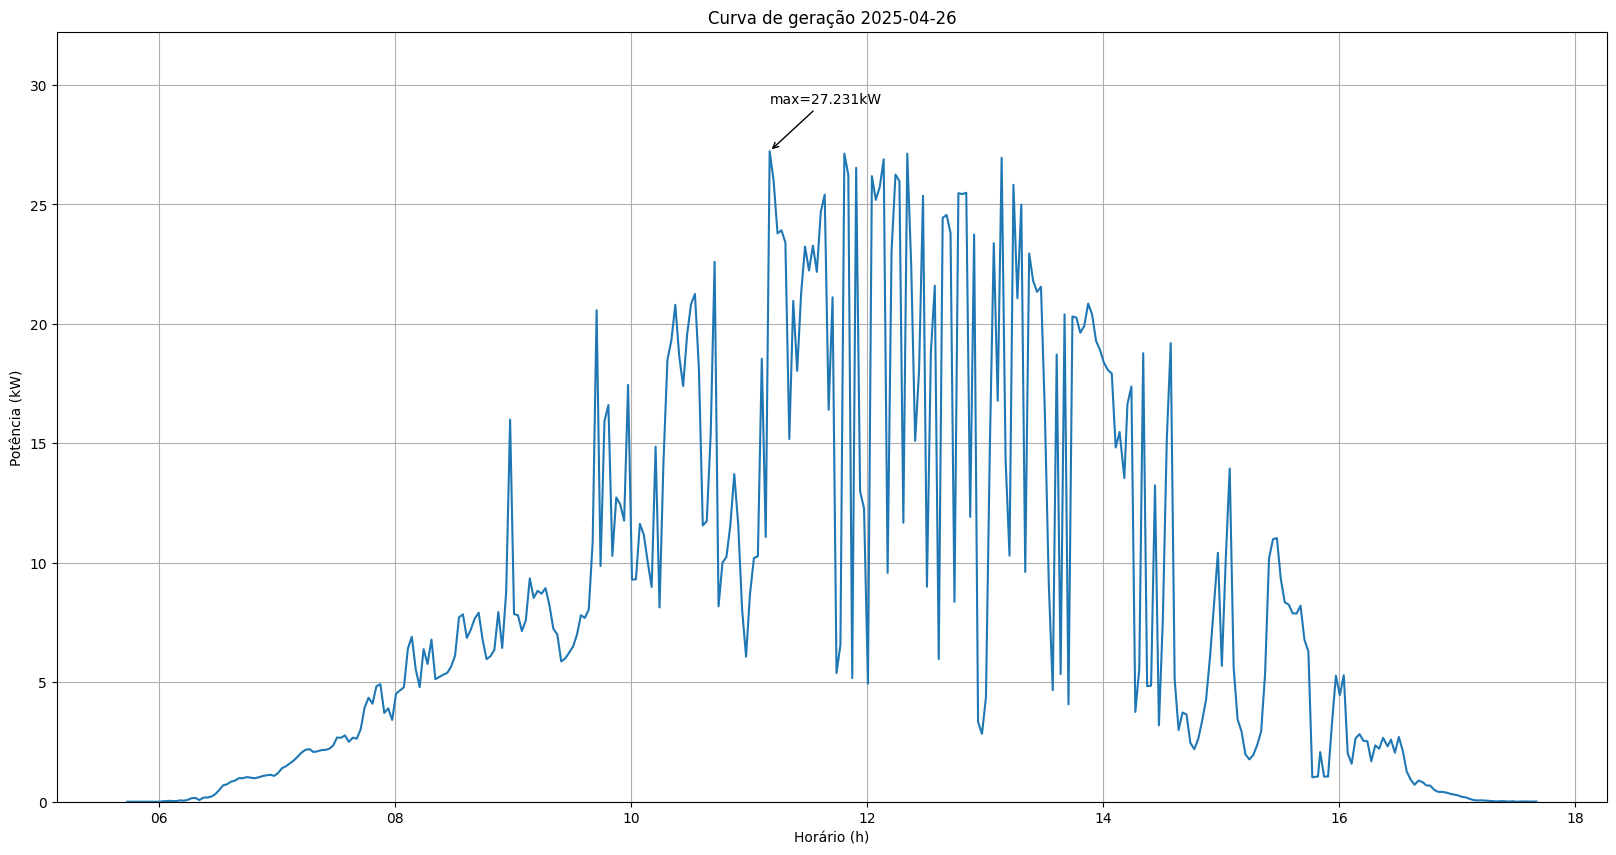 Curva de geração 2025-04-26
30
25
20
15
10
5
0
max=27.231kW
Potência (kW)
06 08 10 12 14 16 18
Horário (h)